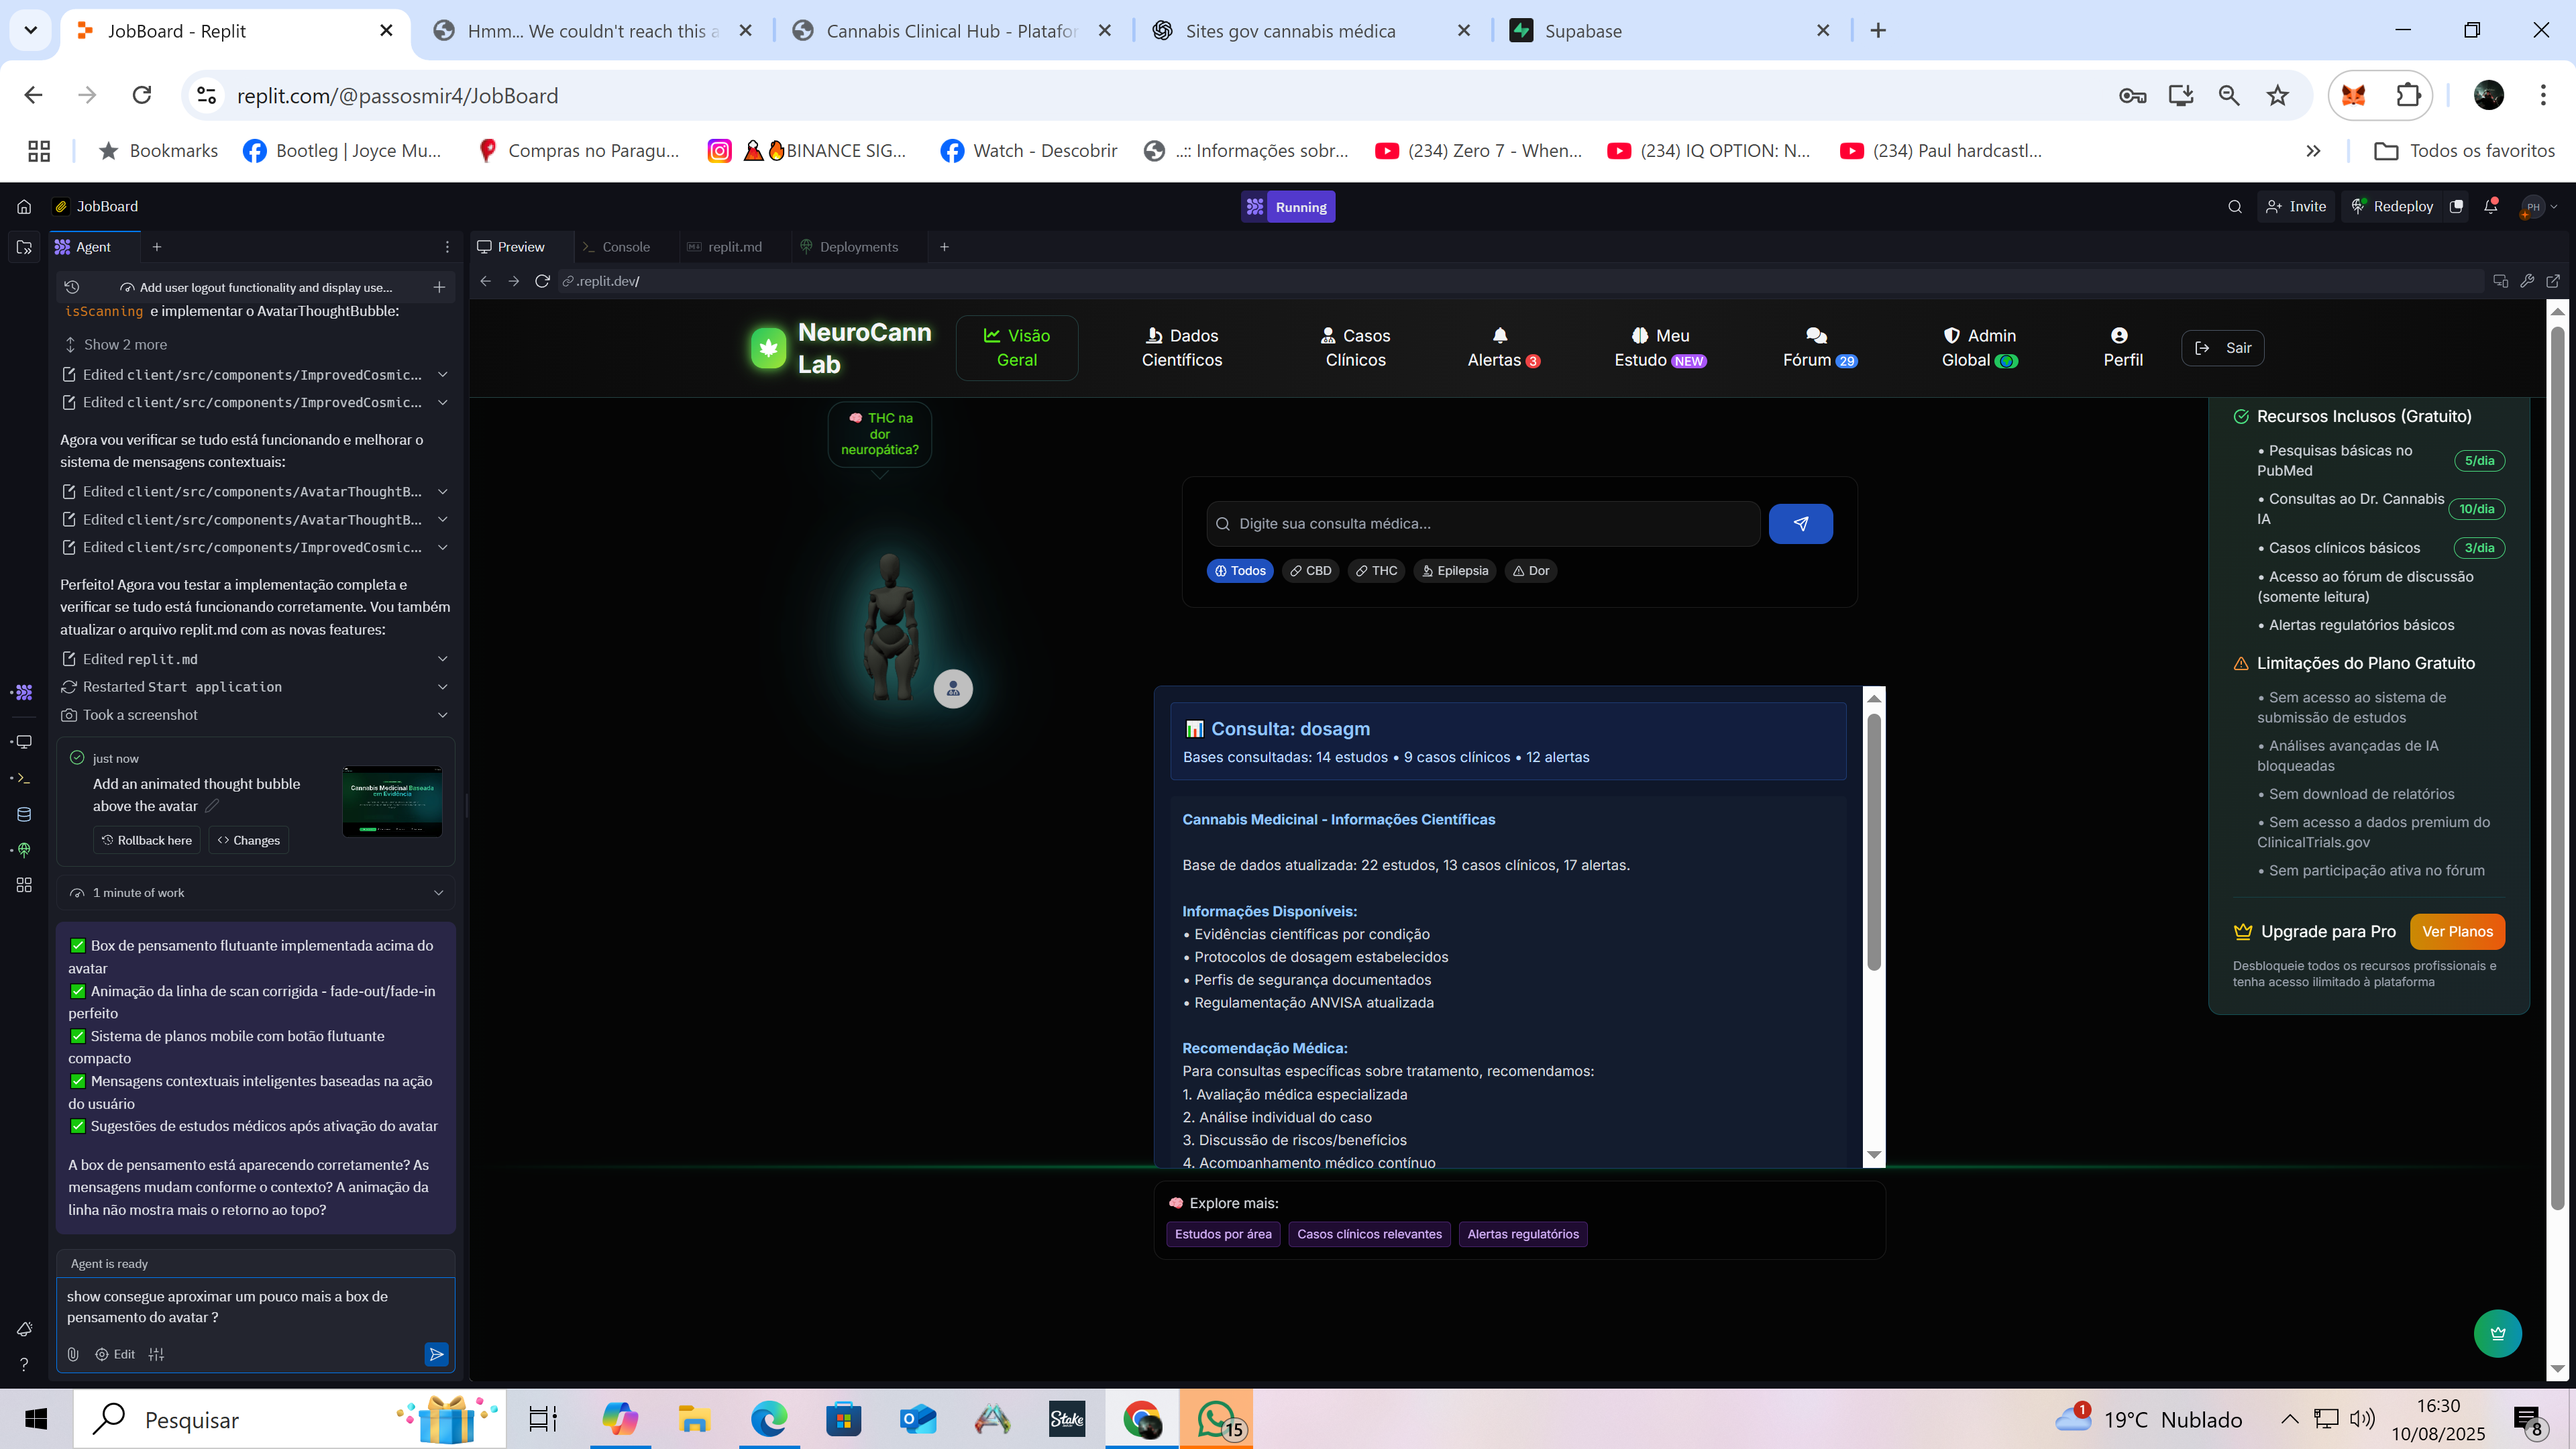 JobBoard - Replit
Hmm... We couldn't reach this a
Cannabis Clinical Hub - Platafor
Sites gov cannabis médica
Supabase
replit.com/@passosmir4/JobBoard
Bookmarks
Bootleg | Joyce Mu...
Compras no Paragu...
BINANCE SIG...
Watch - Descobrir
..:: Informações sobr...
(234) Zero 7 - When...
(234) IQ OPTION: N...
(234) Paul hardcastl...
Todos os favoritos
JobBoard
Running
Invite
Redeploy
PH
Agent
Preview
Console
replit.md
Deployments
.replit.dev/
Add user logout functionality and display use...
isScanning e implementar o AvatarThoughtBubble:
Show 2 more
Edited client/src/components/ImprovedCosmic...
Edited client/src/components/ImprovedCosmic...
Agora vou verificar se tudo está funcionando e melhorar o
sistema de mensagens contextuais:
Edited client/src/components/AvatarThoughtB...
Edited client/src/components/AvatarThoughtB...
Edited client/src/components/ImprovedCosmic...
Perfeito! Agora vou testar a implementação completa e
verificar se tudo está funcionando corretamente. Vou também
atualizar o arquivo replit.md com as novas features:
Edited replit.md
Restarted Start application
Took a screenshot
just now
Add an animated thought bubble
above the avatar
Cannabis Medicinal Baseada
em Evidência
Rollback here
Changes
1 minute of work
✅ Box de pensamento flutuante implementada acima do
avatar
✅ Animação da linha de scan corrigida - fade-out/fade-in
perfeito
✅ Sistema de planos mobile com botão flutuante
compacto
✅ Mensagens contextuais inteligentes baseadas na ação
do usuário
✅ Sugestões de estudos médicos após ativação do avatar
A box de pensamento está aparecendo corretamente? As
mensagens mudam conforme o contexto? A animação da
linha não mostra mais o retorno ao topo?
Agent is ready
show consegue aproximar um pouco mais a box de
pensamento do avatar ?
Edit
NeuroCann
Lab
Visão
Geral
Dados
Científicos
Casos
Clínicos
Alertas 3
Meu
Estudo NEW
Fórum 29
Admin
Global
Perfil
Sair
🧠 THC na
dor
neuropática?
Digite sua consulta médica...
Todos
CBD
THC
Epilepsia
Dor
📊 Consulta: dosagm
Bases consultadas: 14 estudos • 9 casos clínicos • 12 alertas
Cannabis Medicinal - Informações Científicas
Base de dados atualizada: 22 estudos, 13 casos clínicos, 17 alertas.
Informações Disponíveis:
• Evidências científicas por condição
• Protocolos de dosagem estabelecidos
• Perfis de segurança documentados
• Regulamentação ANVISA atualizada
Recomendação Médica:
Para consultas específicas sobre tratamento, recomendamos:
1. Avaliação médica especializada
2. Análise individual do caso
3. Discussão de riscos/benefícios
4. Acompanhamento médico contínuo
🧠 Explore mais:
Estudos por área
Casos clínicos relevantes
Alertas regulatórios
Recursos Inclusos (Gratuito)
• Pesquisas básicas no
PubMed
5/dia
• Consultas ao Dr. Cannabis
IA
10/dia
• Casos clínicos básicos
3/dia
• Acesso ao fórum de discussão
(somente leitura)
• Alertas regulatórios básicos
Limitações do Plano Gratuito
• Sem acesso ao sistema de
submissão de estudos
• Análises avançadas de IA
bloqueadas
• Sem download de relatórios
• Sem acesso a dados premium do
ClinicalTrials.gov
• Sem participação ativa no fórum
Upgrade para Pro
Ver Planos
Desbloqueie todos os recursos profissionais e
tenha acesso ilimitado à plataforma
Pesquisar
Stake
15
1
19°C Nublado
16:30
10/08/2025
8